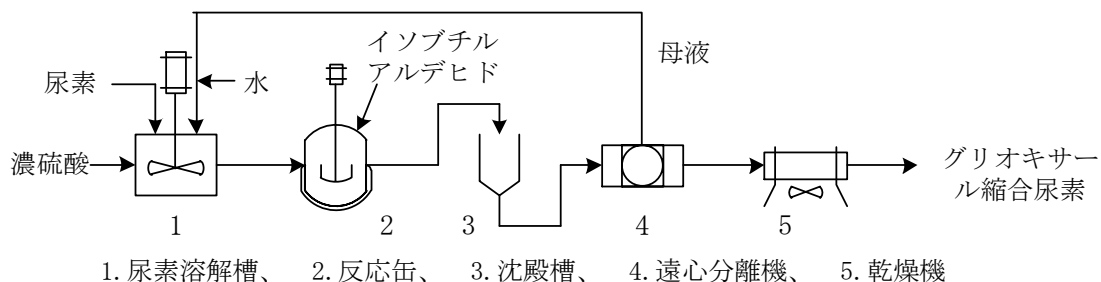 イソブチル
アルデヒド
母液
尿素
水
濃硫酸
グリオキサー
ル縮合尿素
1
2
3
4
5
1.尿素溶解槽、 2.反応缶、 3.沈殿槽、 4.遠心分離機、 5.乾燥機